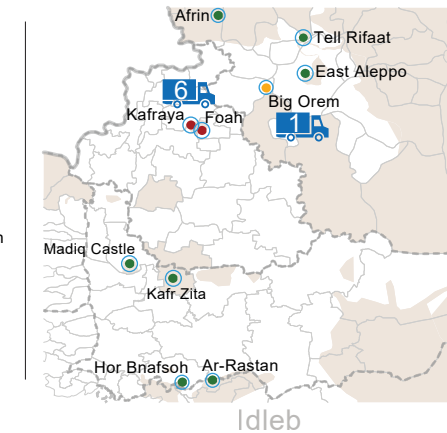 Afrin
Tell Rifaat
East Aleppo
6
Big Orem
Kafraya
Foah
1
n
Madiq Castle
Kafr Zita
Hor Bnafsoh
Ar-Rastan
Idleb